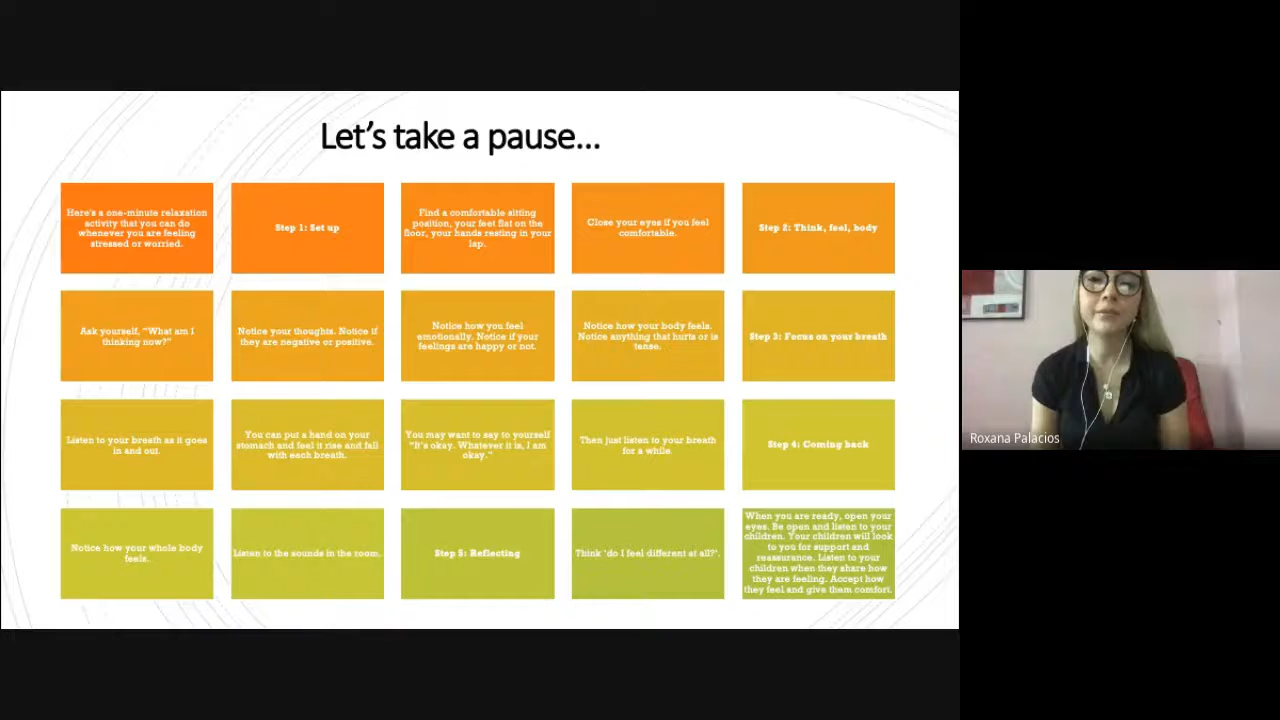 Let's take a pause...
Here's a one-minute relaxation
activity that you can do
whenever you are feeling
stressed or worried.
Step 1: Set up
Find a comfortable sitting
position, your feet flat on the
floor, your hands resting in your
lap.
Close your eyes if you feel
comfortable.
Step 2: Think, feel, body
Ask yourself, "What am I
thinking now?"
Notice your thoughts. Notice if
they are negative or positive.
Notice how you feel
emotionally. Notice if your
feelings are happy or not.
Notice how your body feels.
Notice anything that hurts or is
tense.
Step 3: Focus on your breath
Listen to your breath as it goes
in and out.
You can put a hand on your
stomach and feel it rise and fall
with each breath.
You may want to say to yourself
"It's okay. Whatever it is, I am
okay."
Then just listen to your breath
for a while.
Step 4: Coming back
Notice how your whole body
feels.
Listen to the sounds in the room.
Step 5: Reflecting
Think 'do I feel different at all?'.
When you are ready, open your
eyes. Be open and listen to your
children. Your children will look
to you for support and
reassurance. Listen to your
children when they share how
they are feeling. Accept how
they feel and give them comfort.
Roxana Palacios